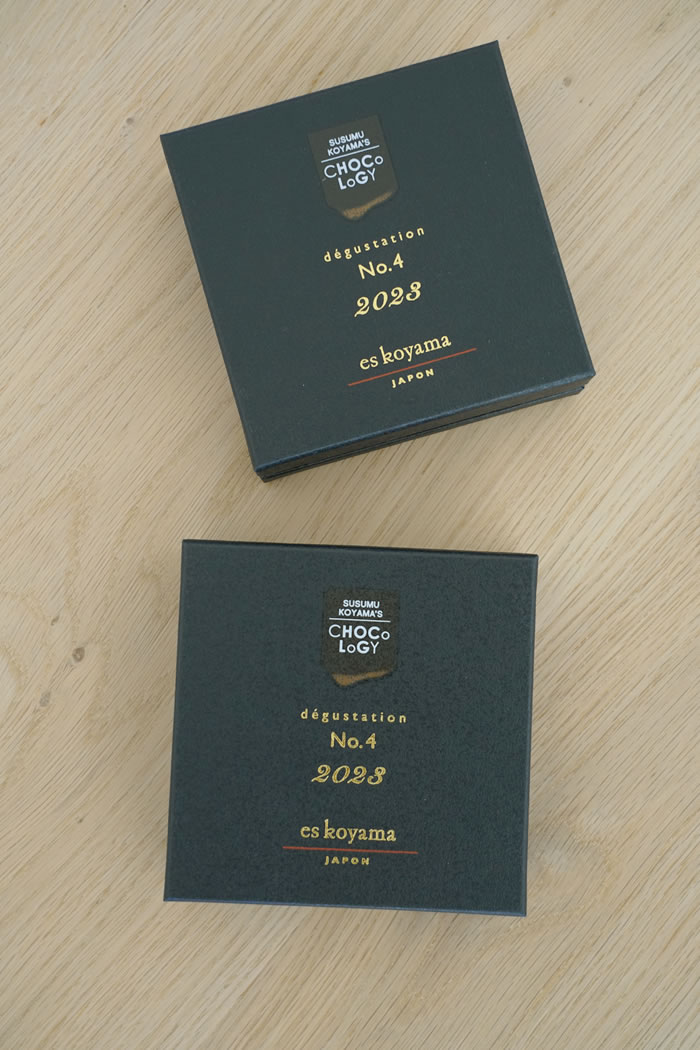 SUSUMU
KOYAMA'S
CHOCo
LoGY
dégustation
No.4
2023
es koyama
JAPON
SUSUMU
KOYAMA'S
CHOCo
LoGY
dégustation
No.4
2023
es koyama
JAPON